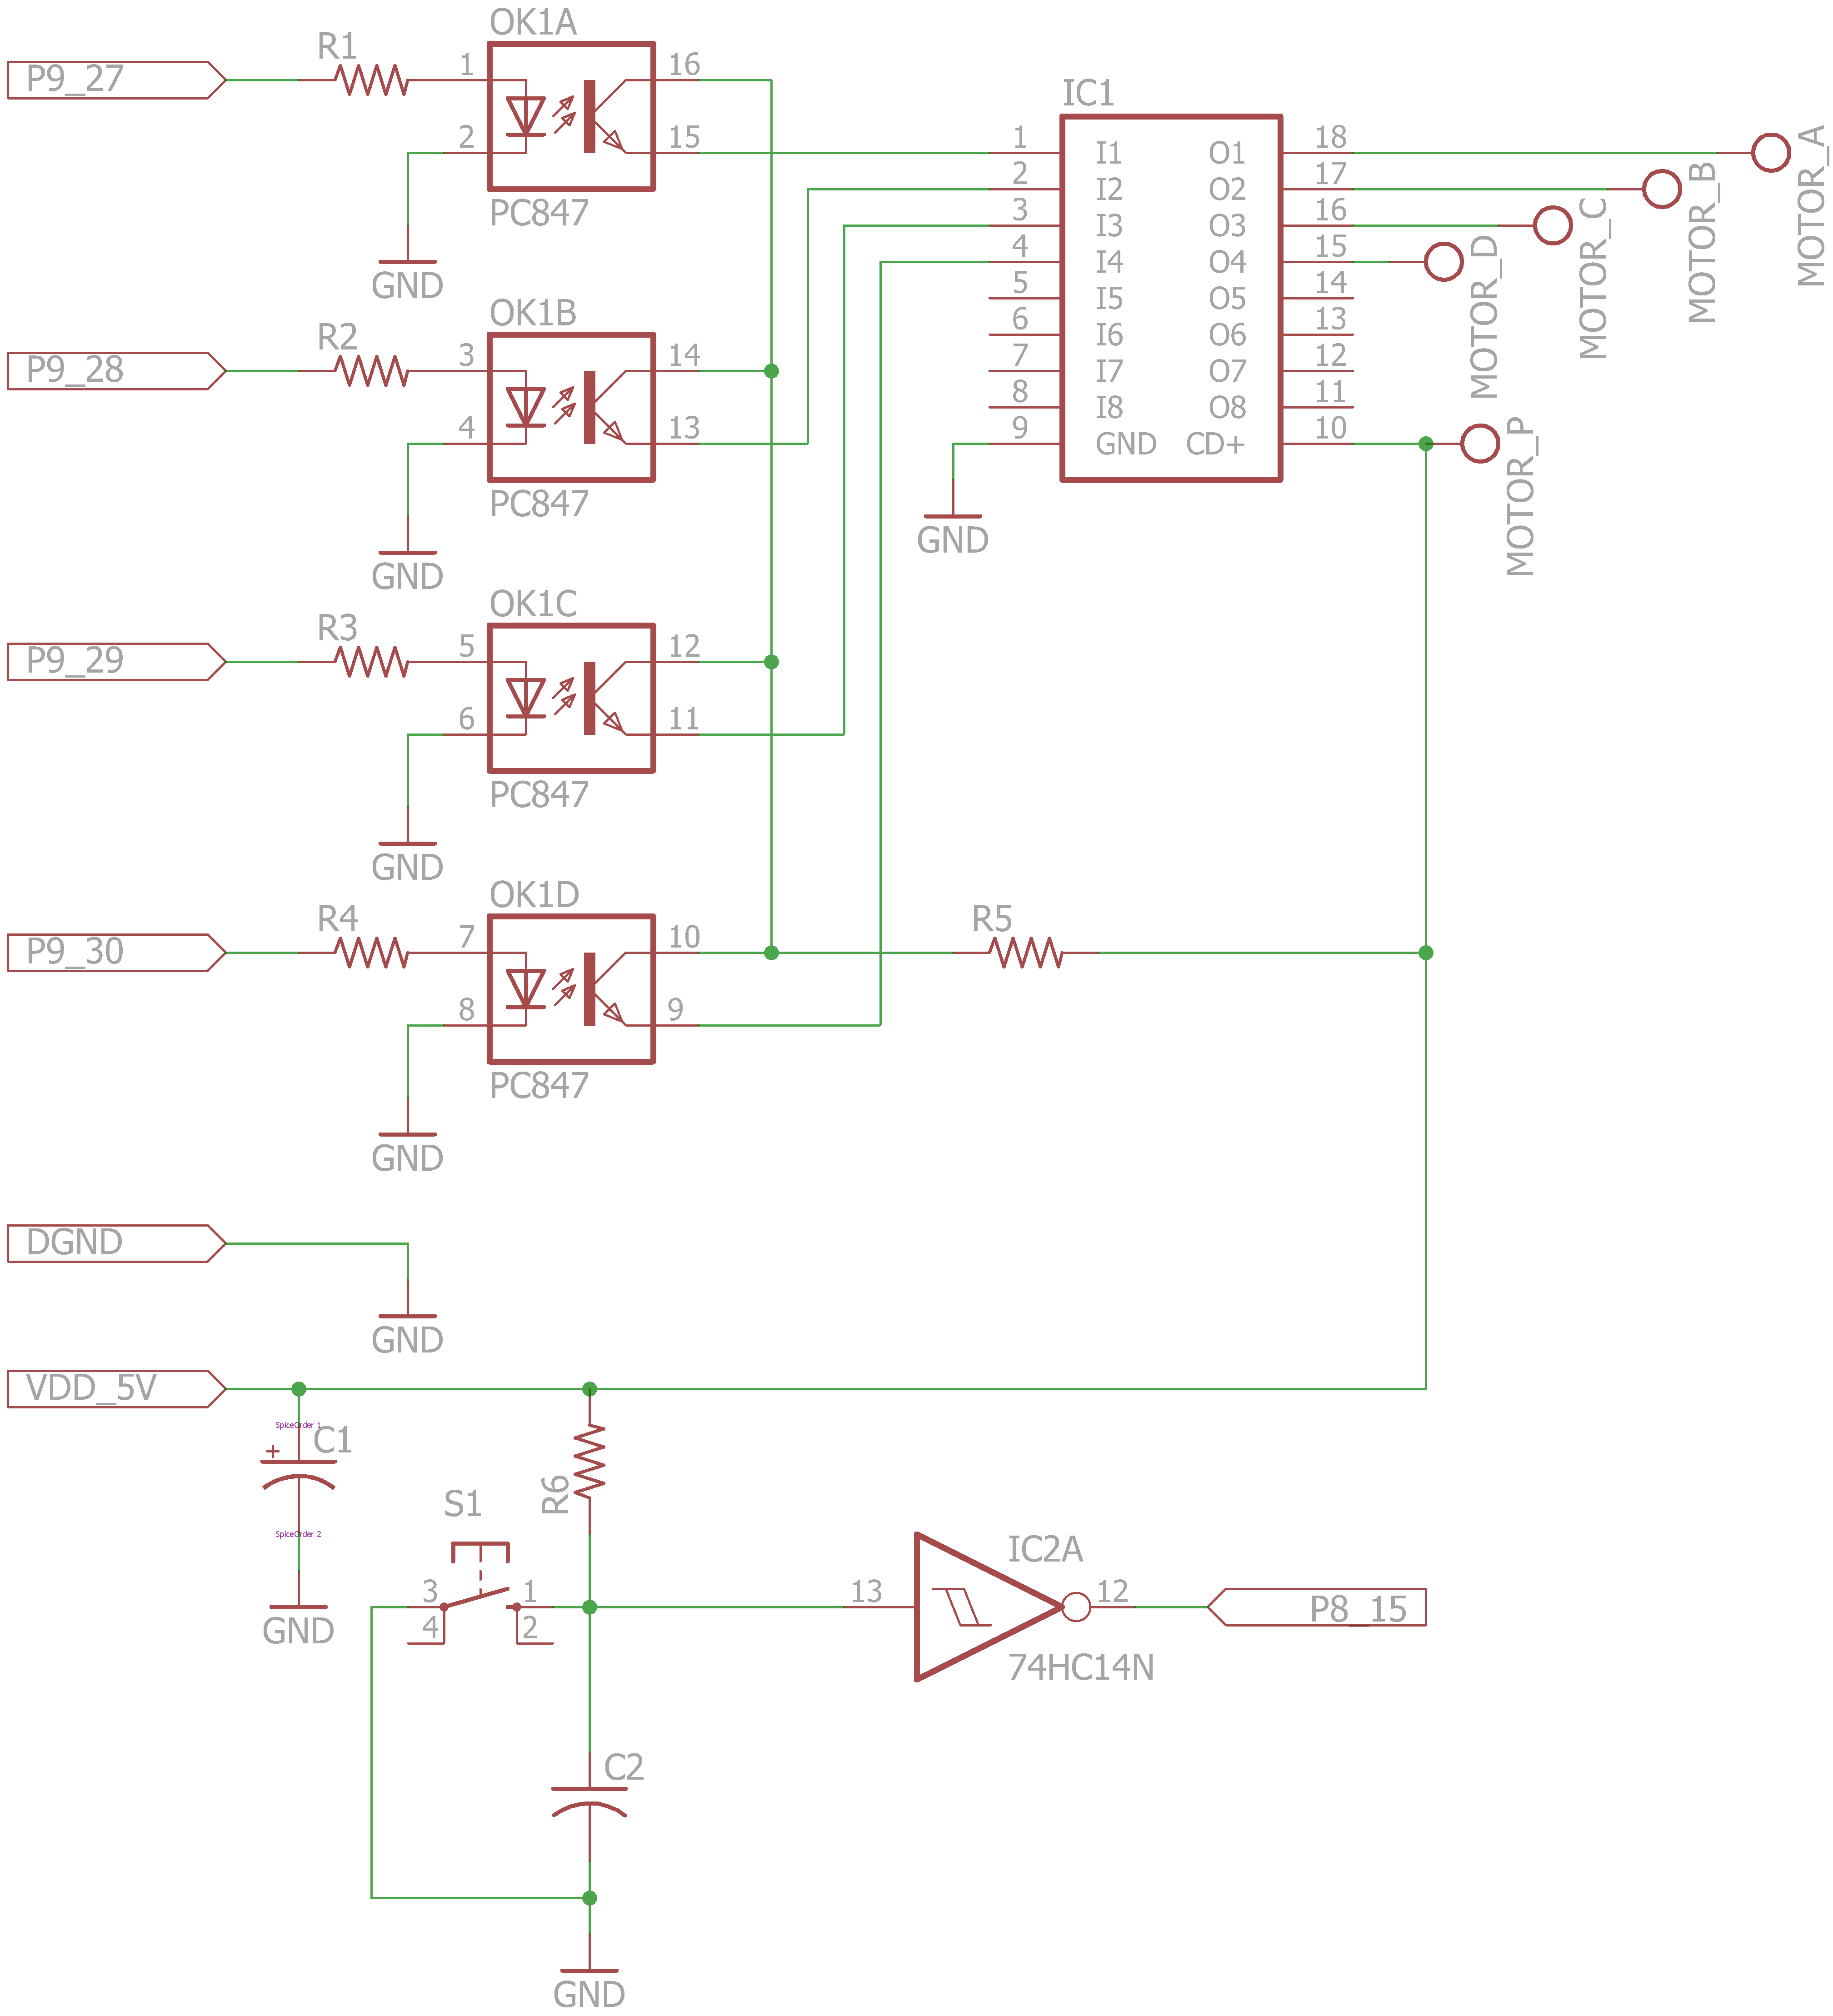 OK1A
R1
P9_27
1
16
2
15
PC847
GND
OK1B
R2
P9_28
3
14
4
13
PC847
GND
OK1C
R3
P9_29
5
12
6
11
PC847
GND
OK1D
R4
P9_30
7
10
8
9
PC847
GND
R5
IC1
1 I1 O1 18
2 I2 O2 17
3 I3 O3 16
4 I4 O4 15
5 I5 O5 14
6 I6 O6 13
7 I7 O7 12
8 I8 O8 11
9 GND CD+ 10
GND
MOTOR_A
MOTOR_B
MOTOR_C
MOTOR_D
MOTOR_P
DGND
GND
VDD_5V
SpiceOrder 1
+
C1
SpiceOrder 2
GND
R6
S1
3
1
4
2
13
IC2A
12
P8_15
74HC14N
C2
GND